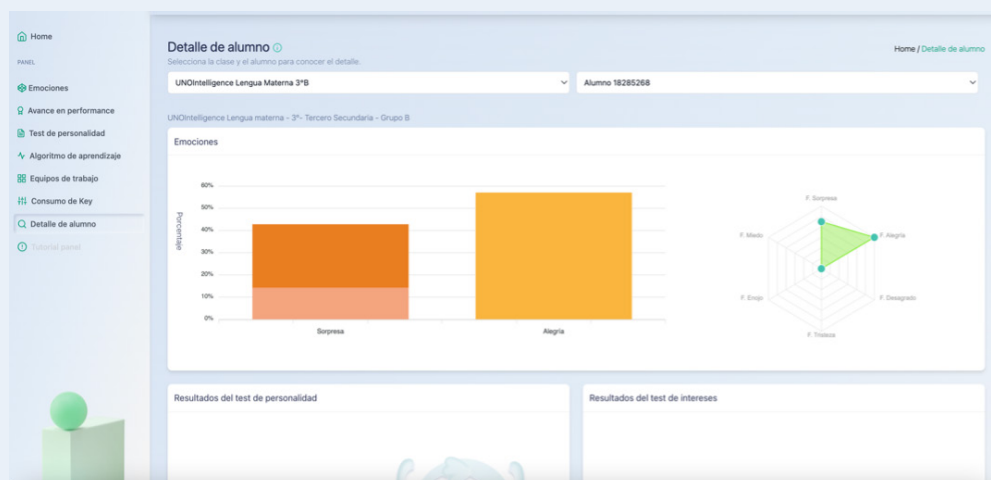 Home
PANEL
Emociones
Avance en performance
Test de personalidad
Algoritmo de aprendizaje
Equipos de trabajo
Consumo de Key
Detalle de alumno
Tutorial panel
Detalle de alumno
Home / Detalle de alumno
Selecciona la clase y el alumno para conocer el detalle.
UNOIntelligence Lengua Materna 3ºB
Alumno 18285268
UNOIntelligence Lengua materna - 3º- Tercero Secundaria - Grupo B
Emociones
Porcentaje
60%
50%
40%
30%
20%
10%
0%
Sorpresa
Alegría
F. Sorpresa
F. Miedo
F. Alegría
F. Enojo
F. Desagrado
F. Tristeza
Resultados del test de personalidad
Resultados del test de intereses